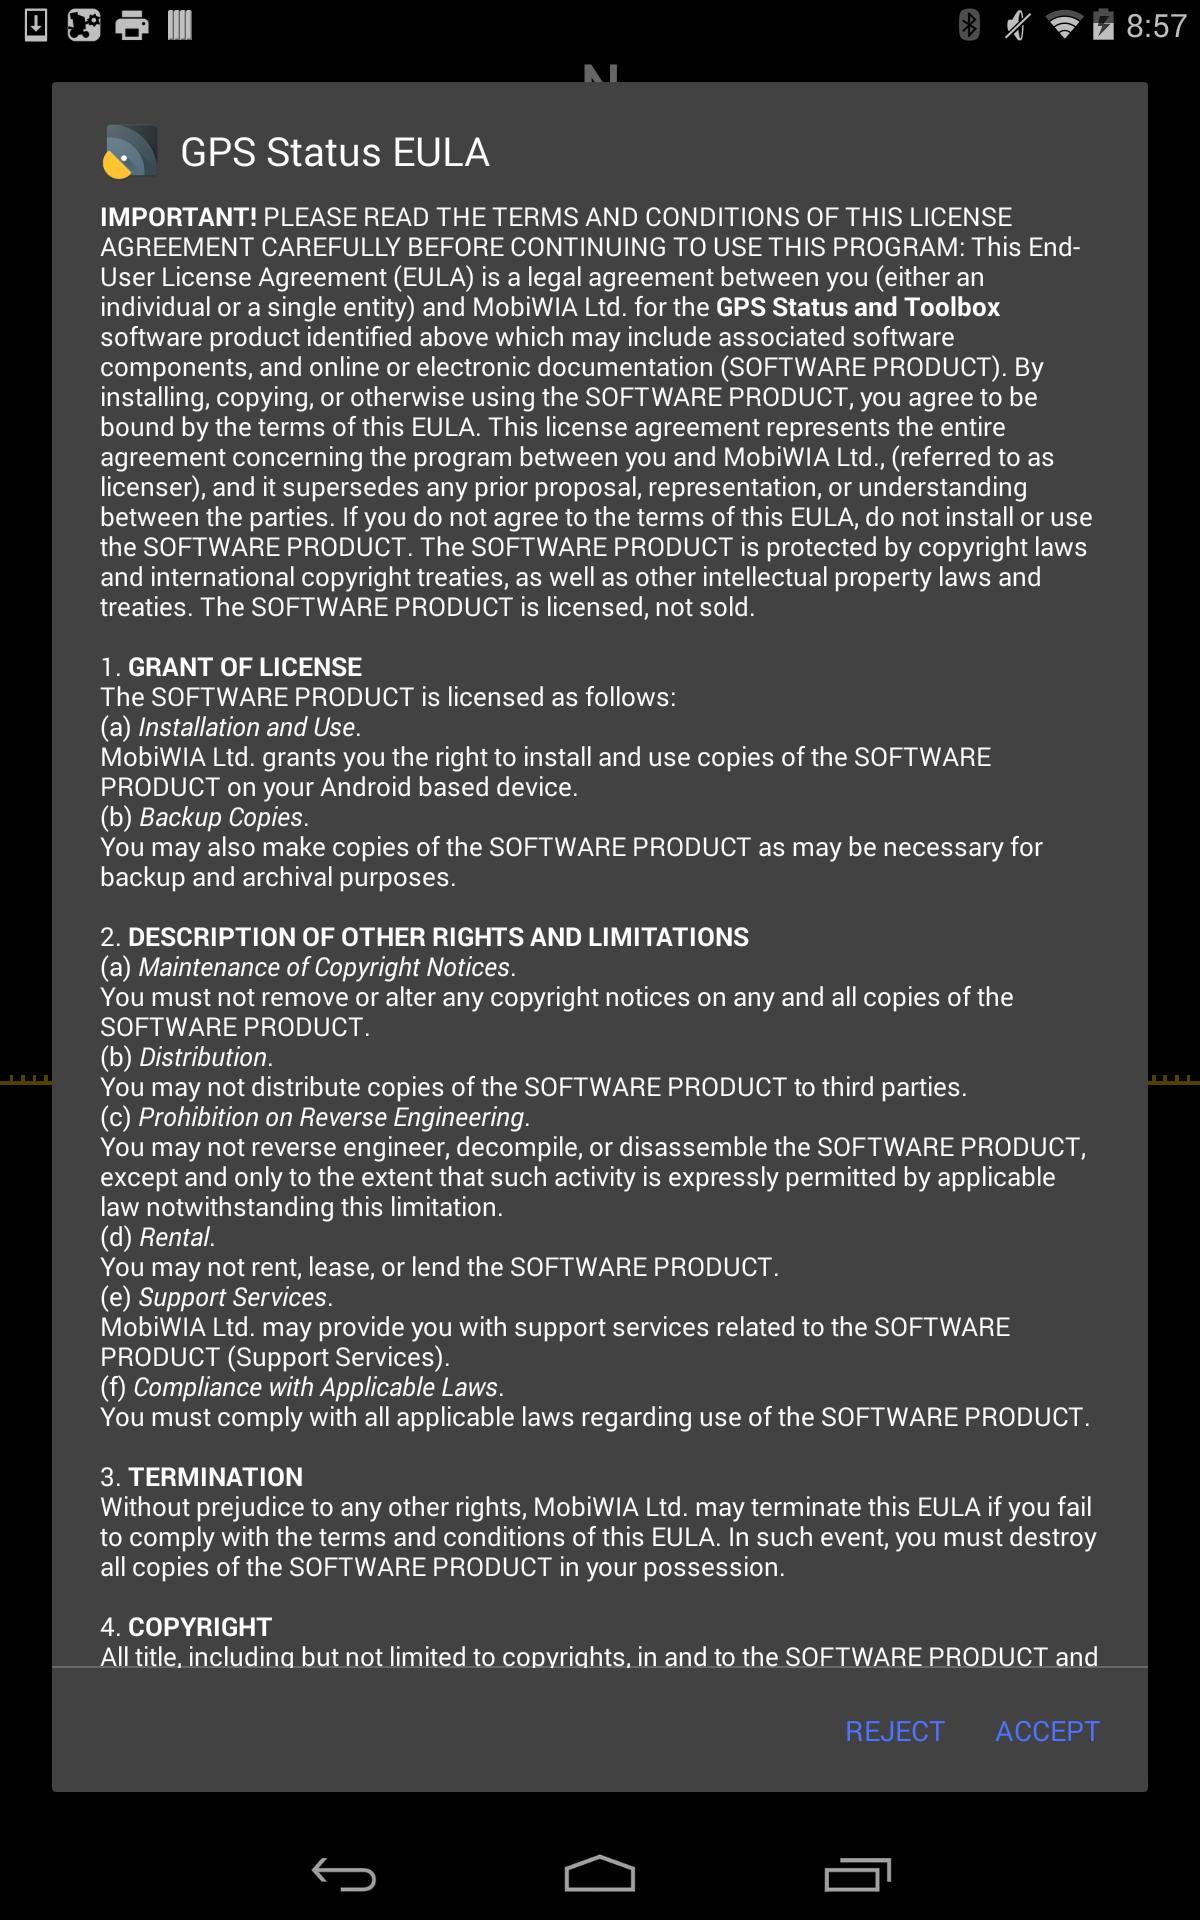 8:57
N
GPS Status EULA
IMPORTANT! PLEASE READ THE TERMS AND CONDITIONS OF THIS LICENSE
AGREEMENT CAREFULLY BEFORE CONTINUING TO USE THIS PROGRAM: This End-
User License Agreement (EULA) is a legal agreement between you (either an
individual or a single entity) and MobiWIA Ltd. for the GPS Status and Toolbox
software product identified above which may include associated software
components, and online or electronic documentation (SOFTWARE PRODUCT). By
installing, copying, or otherwise using the SOFTWARE PRODUCT, you agree to be
bound by the terms of this EULA. This license agreement represents the entire
agreement concerning the program between you and MobiWIA Ltd., (referred to as
licenser), and it supersedes any prior proposal, representation, or understanding
between the parties. If you do not agree to the terms of this EULA, do not install or use
the SOFTWARE PRODUCT. The SOFTWARE PRODUCT is protected by copyright laws
and international copyright treaties, as well as other intellectual property laws and
treaties. The SOFTWARE PRODUCT is licensed, not sold.
1. GRANT OF LICENSE
The SOFTWARE PRODUCT is licensed as follows:
(a) Installation and Use.
MobiWIA Ltd. grants you the right to install and use copies of the SOFTWARE
PRODUCT on your Android based device.
(b) Backup Copies.
You may also make copies of the SOFTWARE PRODUCT as may be necessary for
backup and archival purposes.
2. DESCRIPTION OF OTHER RIGHTS AND LIMITATIONS
(a) Maintenance of Copyright Notices.
You must not remove or alter any copyright notices on any and all copies of the
SOFTWARE PRODUCT.
(b) Distribution.
You may not distribute copies of the SOFTWARE PRODUCT to third parties.
(c) Prohibition on Reverse Engineering.
You may not reverse engineer, decompile, or disassemble the SOFTWARE PRODUCT,
except and only to the extent that such activity is expressly permitted by applicable
law notwithstanding this limitation.
(d) Rental.
You may not rent, lease, or lend the SOFTWARE PRODUCT.
(e) Support Services.
MobiWIA Ltd. may provide you with support services related to the SOFTWARE
PRODUCT (Support Services).
(f) Compliance with Applicable Laws.
You must comply with all applicable laws regarding use of the SOFTWARE PRODUCT.
3. TERMINATION
Without prejudice to any other rights, MobiWIA Ltd. may terminate this EULA if you fail
to comply with the terms and conditions of this EULA. In such event, you must destroy
all copies of the SOFTWARE PRODUCT in your possession.
4. COPYRIGHT
All title, including but not limited to copyrights, in and to the SOFTWARE PRODUCT and
REJECT ACCEPT